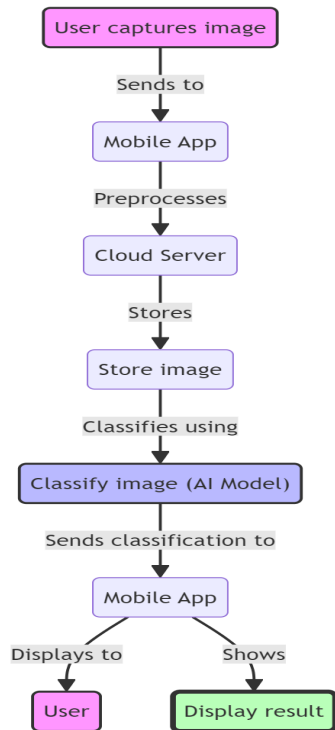 User captures image
Sends to
Mobile App
Preprocesses
Cloud Server
Stores
Store image
Classifies using
Classify image (AI Model)
Sends classification to
Mobile App
Displays to
Shows
User
Display result